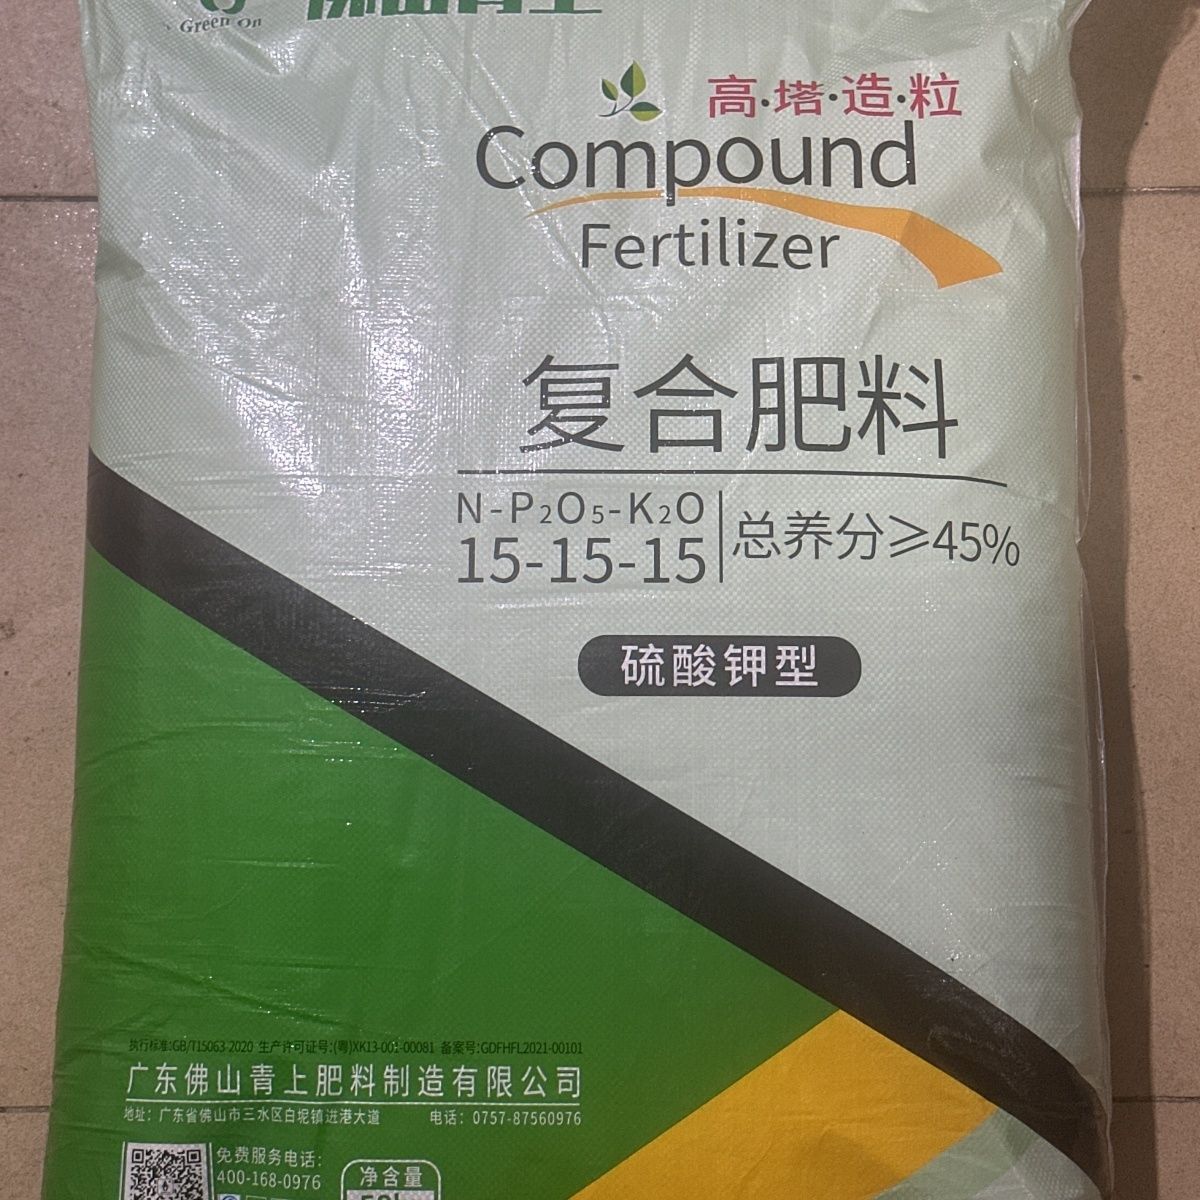 Green On
佛山青上
高·塔·造·粒
Compound
Fertilizer
复合肥料
N-P2O5-K2O
15-15-15
总养分≥45%
硫酸钾型
执行标准:GB/T15063-2020 生产许可证号:(粤)XK13-001-00081 备案号:GDFHFL2021-00101
广东佛山青上肥料制造有限公司
地址：广东省佛山市三水区白坭镇进港大道 电话：0757-87560976
免费服务电话：
400-168-0976
净含量